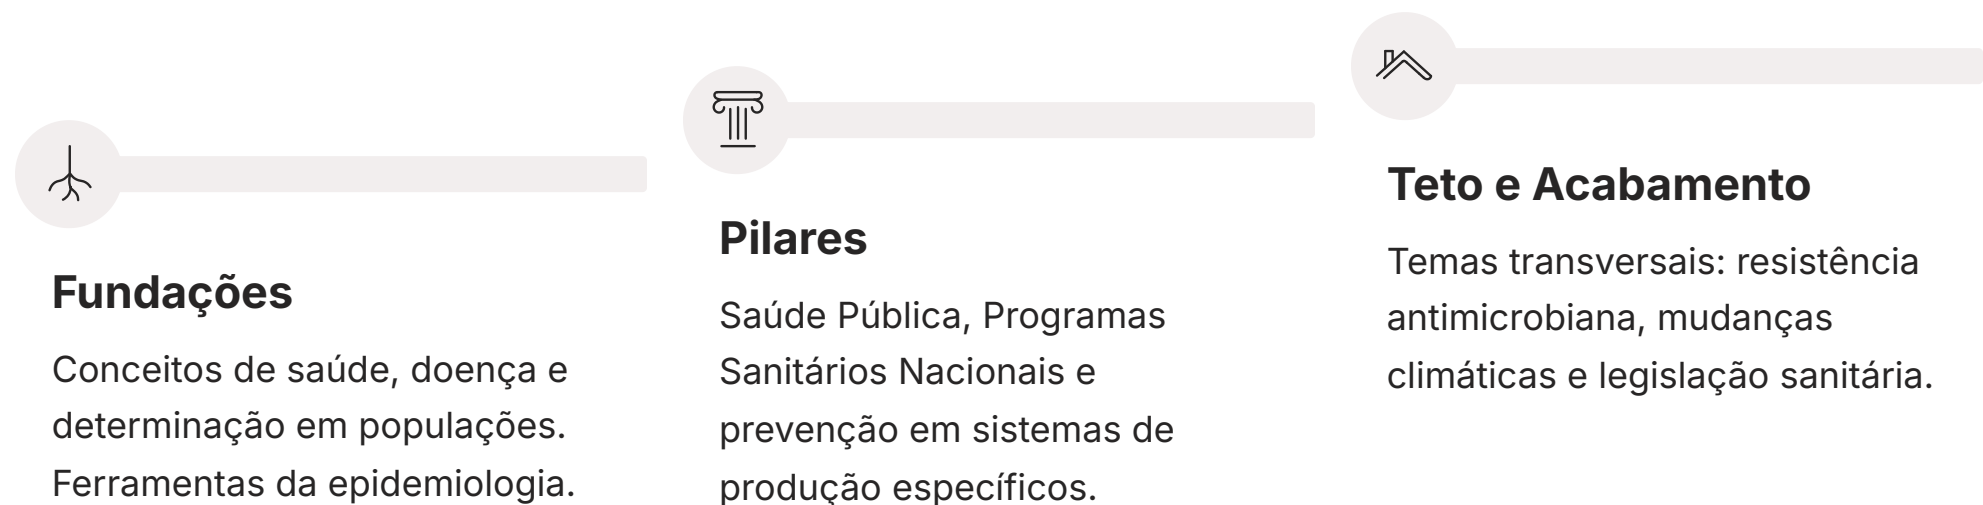 Fundações
Conceitos de saúde, doença e
determinação em populações.
Ferramentas da epidemiologia.
Pilares
Saúde Pública, Programas
Sanitários Nacionais e
prevenção em sistemas de
produção específicos.
Teto e Acabamento
Temas transversais: resistência
antimicrobiana, mudanças
climáticas e legislação sanitária.